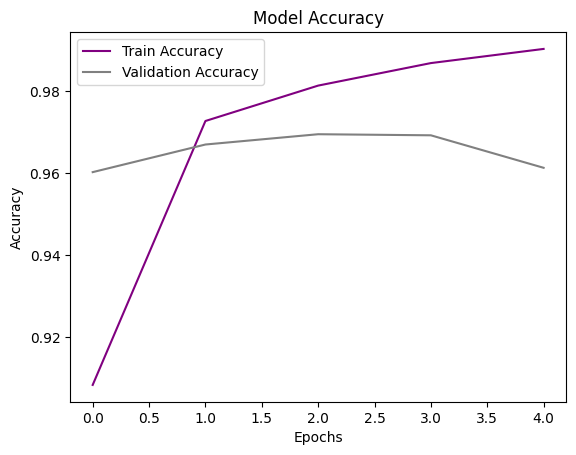 Model Accuracy
Train Accuracy
Validation Accuracy
0.98
0.96
0.94
0.92
Accuracy
0.0 0.5 1.0 1.5 2.0 2.5 3.0 3.5 4.0
Epochs